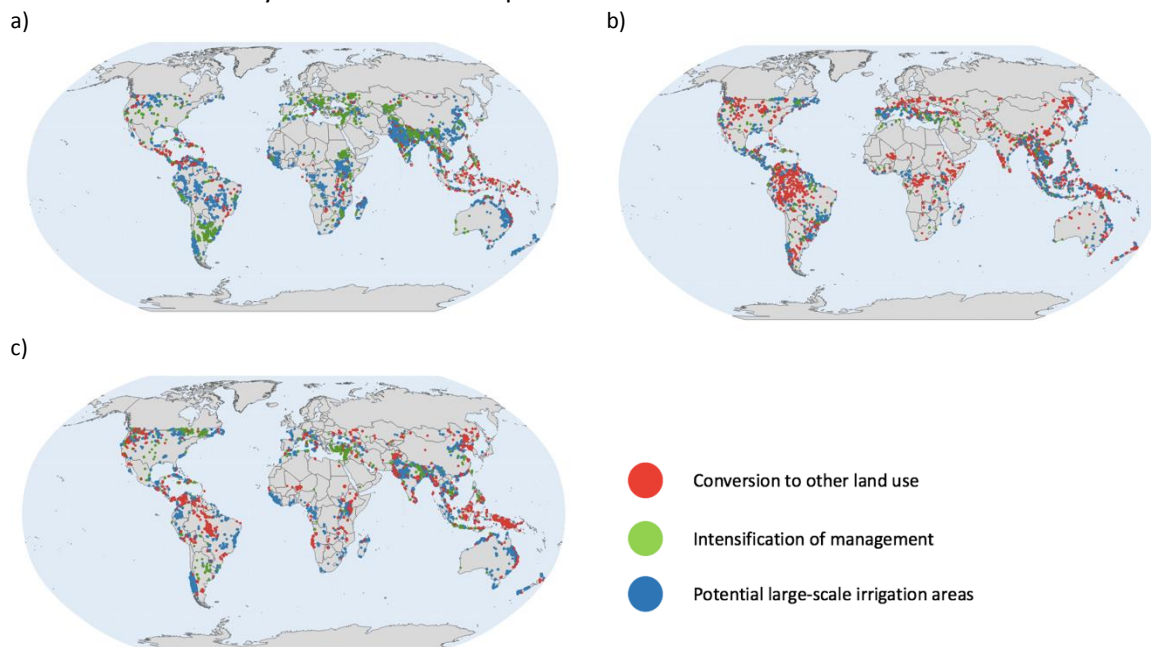 a)
b)
c)
Conversion to other land use
Intensification of management
Potential large-scale irrigation areas